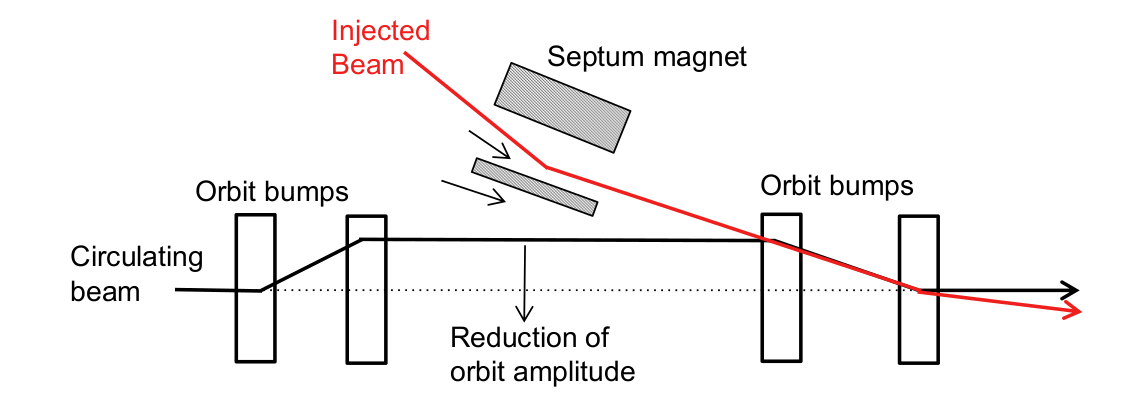 Injected
Beam
Septum magnet
Orbit bumps
Orbit bumps
Circulating
beam
Reduction of
orbit amplitude